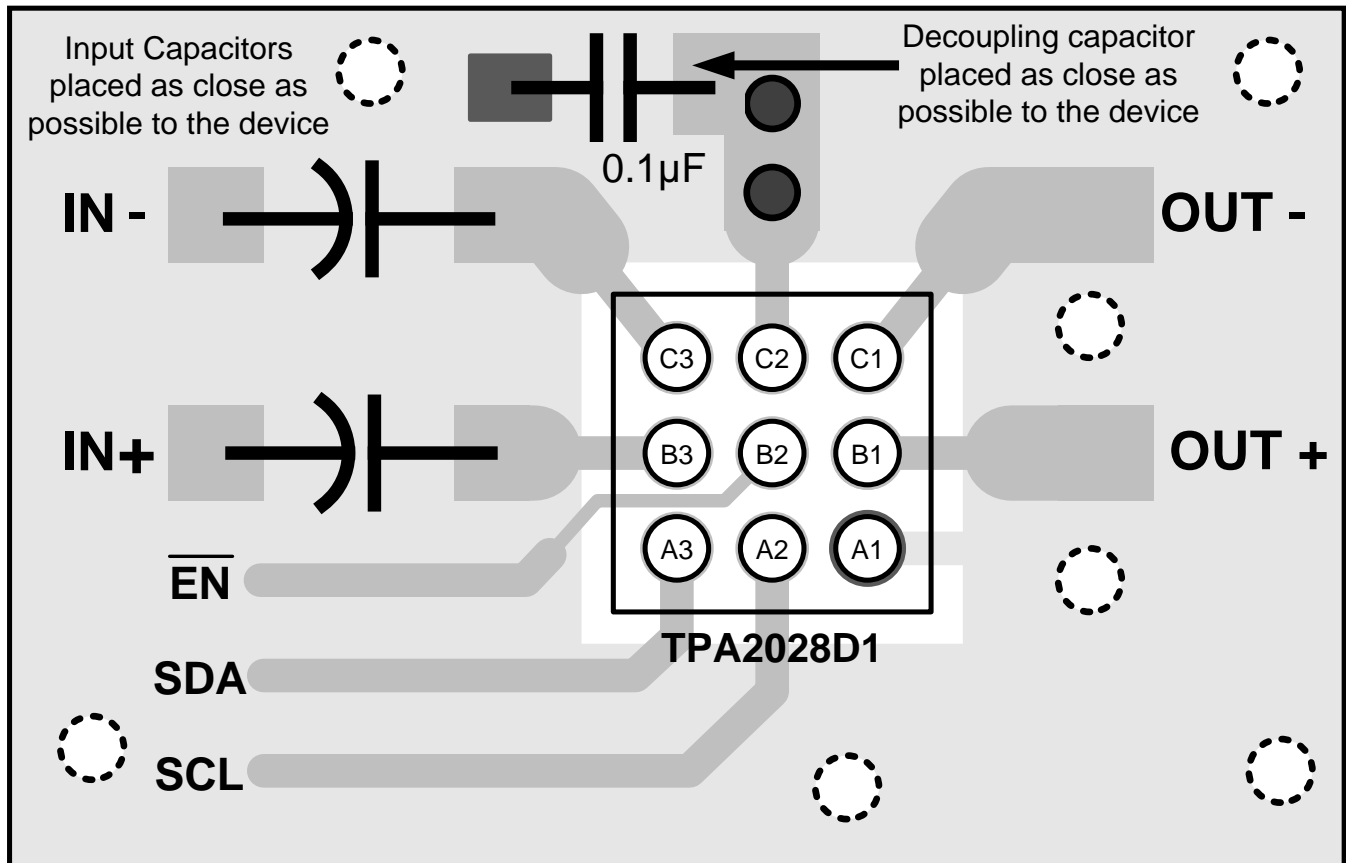 Input Capacitors
placed as close as
possible to the device
Decoupling capacitor
placed as close as
possible to the device
0.1µF
IN -
OUT -
C3
C2
C1
IN+
B3
B2
B1
OUT +
A3
A2
A1
EN
TPA2028D1
SDA
SCL